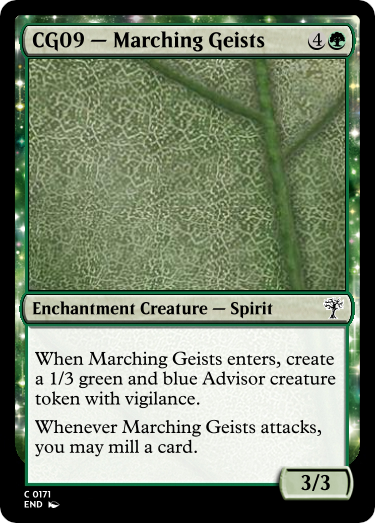 CG09 — Marching Geists 4
Enchantment Creature — Spirit
When Marching Geists enters, create
a 1/3 green and blue Advisor creature
token with vigilance.
Whenever Marching Geists attacks,
you may mill a card.
3/3
C 0171
END